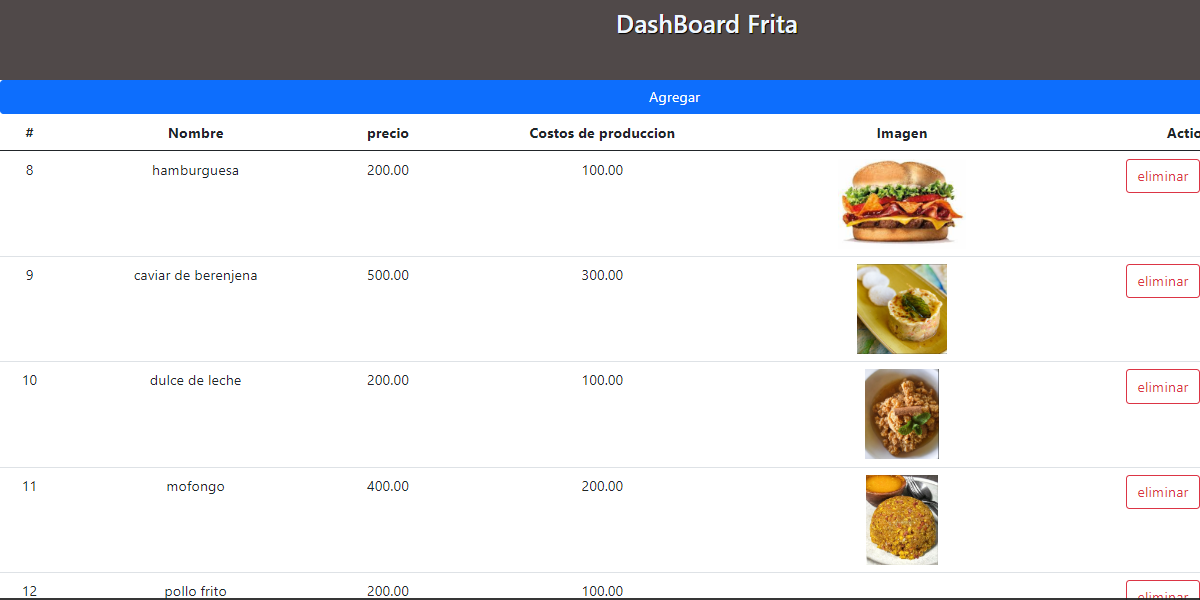 DashBoard Frita
Agregar
# Nombre precio Costos de produccion Imagen Actio
8 hamburguesa 200.00 100.00 eliminar
9 caviar de berenjena 500.00 300.00 eliminar
10 dulce de leche 200.00 100.00 eliminar
11 mofongo 400.00 200.00 eliminar
12 pollo frito 200.00 100.00 eliminar